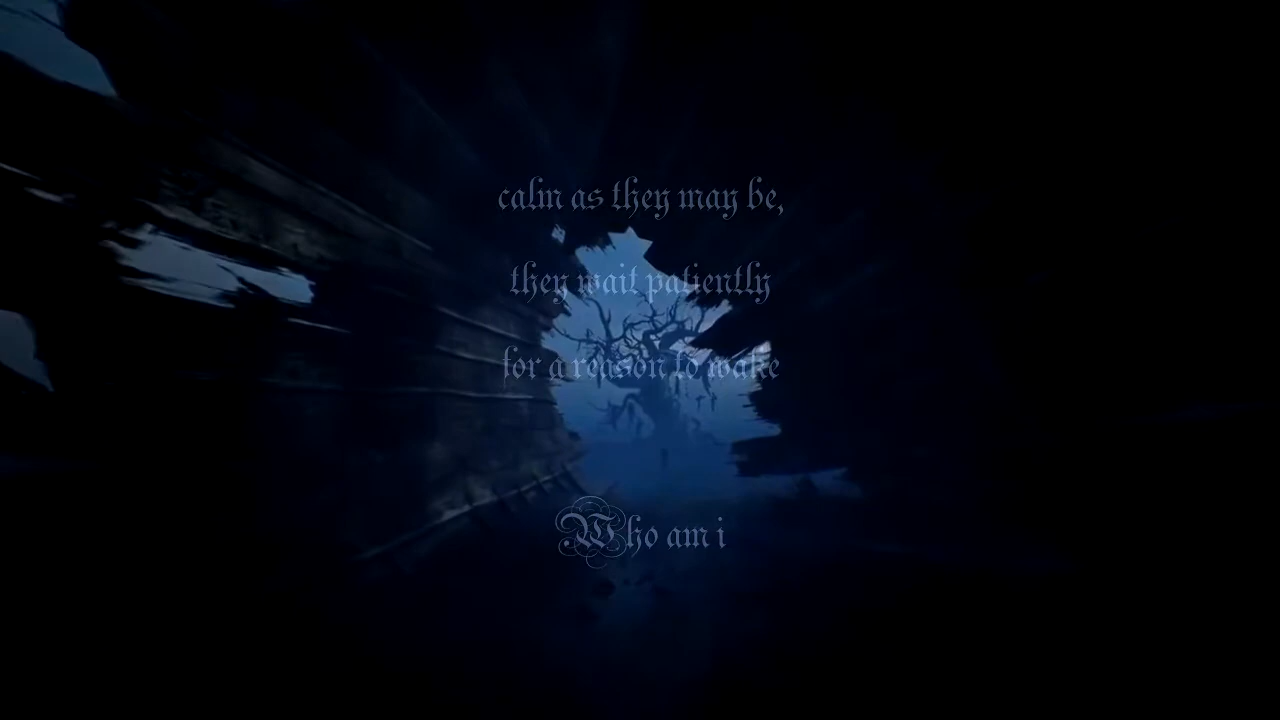 calm as they may be,
they wait patiently
for a reason to wake
Who am i